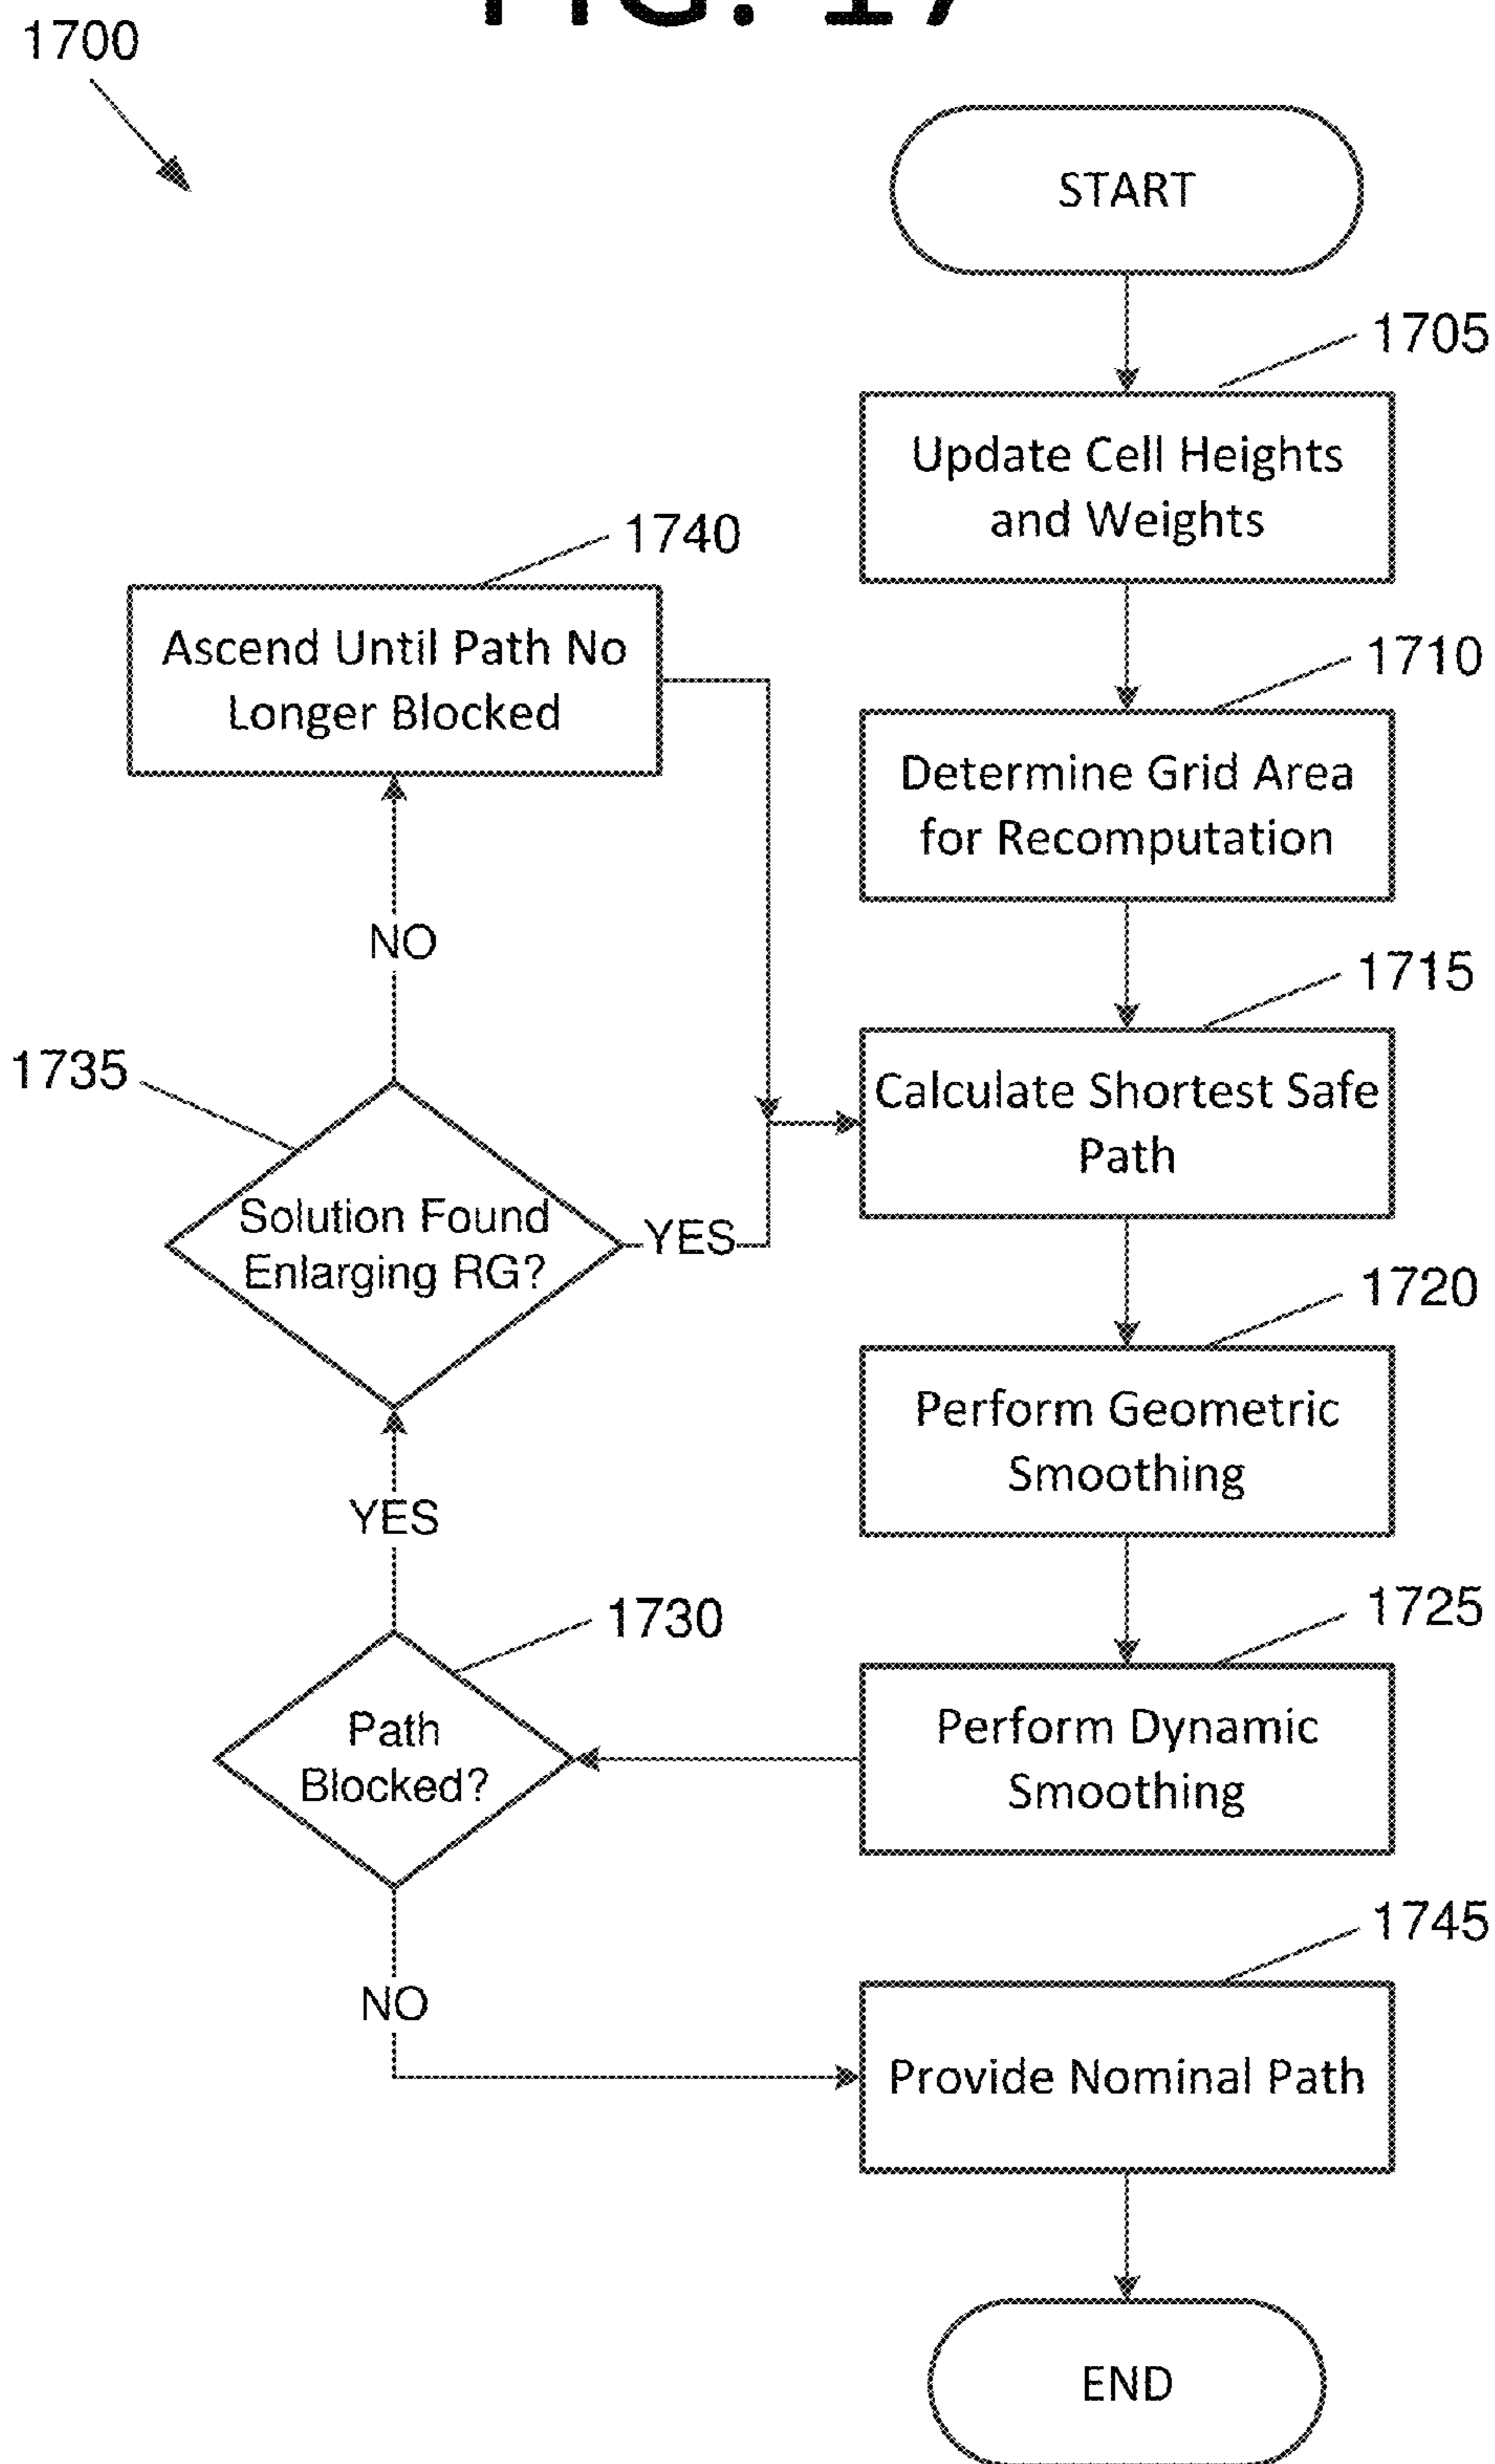 FIG. 17
1700
START
1705
Update Cell Heights
and Weights
1740
Ascend Until Path No
Longer Blocked
1710
Determine Grid Area
for Recomputation
NO
1715
Calculate Shortest Safe
Path
1735
Solution Found
Enlarging RG?
YES
1720
Perform Geometric
Smoothing
YES
1725
Perform Dynamic
Smoothing
1730
Path
Blocked?
NO
1745
Provide Nominal Path
END